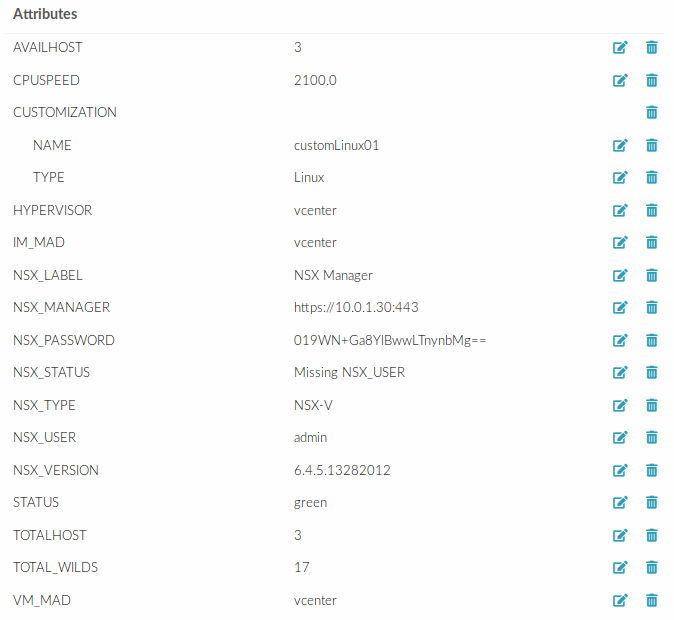 Attributes
AVAILHOST 3
CPUSPEED 2100.0
CUSTOMIZATION
NAME customLinux01
TYPE Linux
HYPERVISOR vcenter
IM_MAD vcenter
NSX_LABEL NSX Manager
NSX_MANAGER https://10.0.1.30:443
NSX_PASSWORD 019WN+Ga8YlBwwLTnynbMg==
NSX_STATUS Missing NSX_USER
NSX_TYPE NSX-V
NSX_USER admin
NSX_VERSION 6.4.5.13282012
STATUS green
TOTALHOST 3
TOTAL_WILDS 17
VM_MAD vcenter